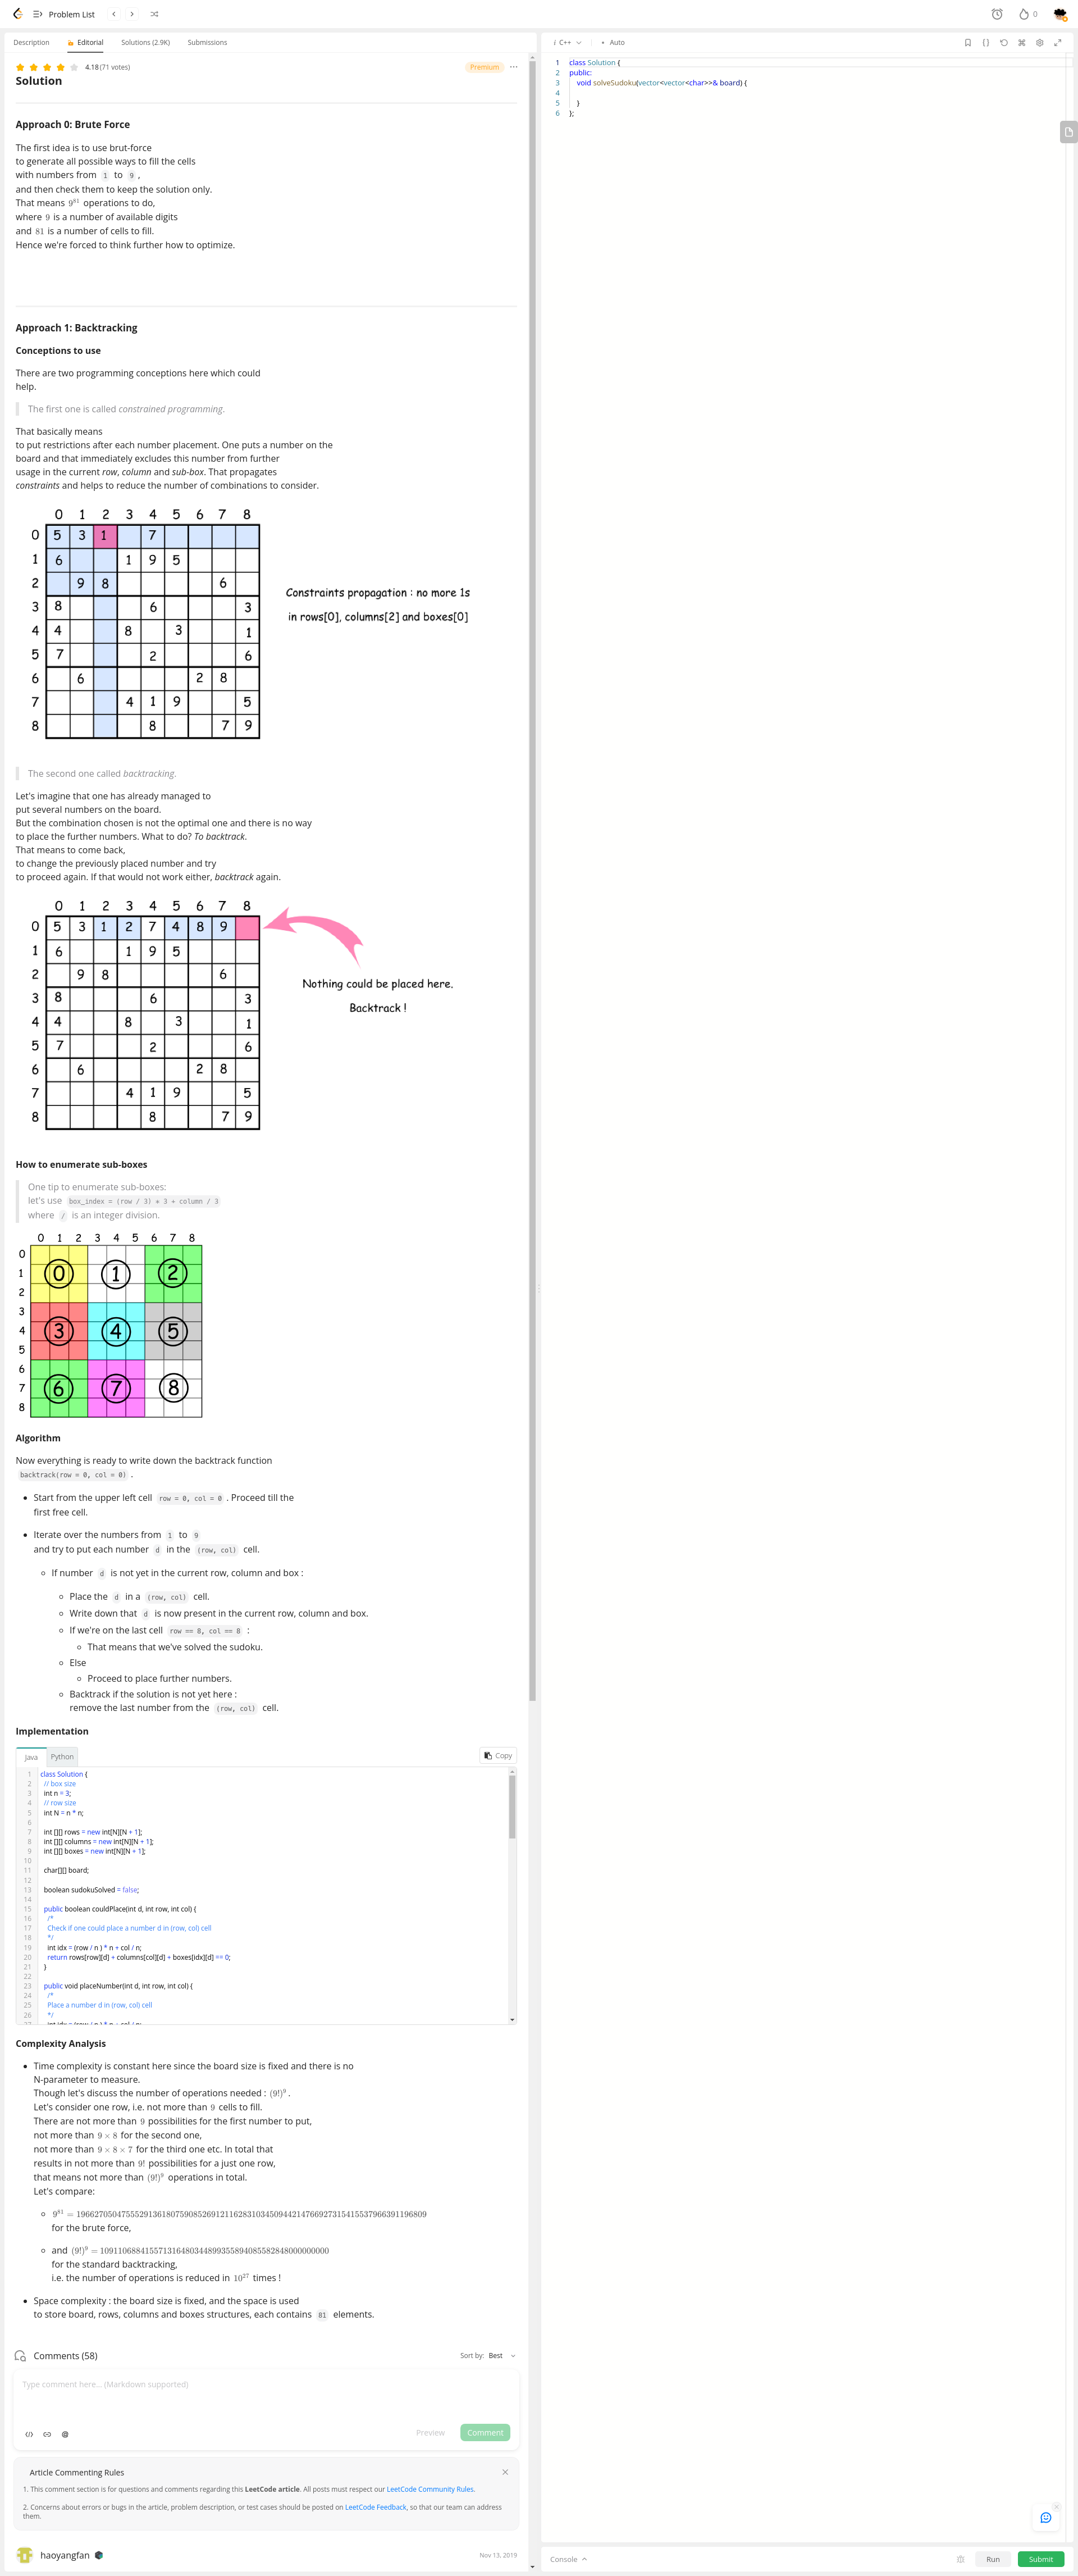 Problem List
0
Description
Editorial
Solutions (2.9K)
Submissions
4.18 (71 votes)
Premium
Solution
Approach 0: Brute Force
The first idea is to use brut-force
to generate all possible ways to fill the cells
with numbers from 1 to 9 ,
and then check them to keep the solution only.
That means 9^81 operations to do,
where 9 is a number of available digits
and 81 is a number of cells to fill.
Hence we're forced to think further how to optimize.
Approach 1: Backtracking
Conceptions to use
There are two programming conceptions here which could
help.
The first one is called constrained programming.
That basically means
to put restrictions after each number placement. One puts a number on the
board and that immediately excludes this number from further
usage in the current row, column and sub-box. That propagates
constraints and helps to reduce the number of combinations to consider.
0 1 2 3 4 5 6 7 8
0 5 3 1 7
1 6 1 9 5
2 9 8 6
3 8 6 3
4 4 8 3 1
5 7 2 6
6 6 2 8
7 4 1 9 5
8 8 7 9
Constraints propagation : no more 1s
in rows[0], columns[2] and boxes[0]
The second one called backtracking.
Let's imagine that one has already managed to
put several numbers on the board.
But the combination chosen is not the optimal one and there is no way
to place the further numbers. What to do? To backtrack.
That means to come back,
to change the previously placed number and try
to proceed again. If that would not work either, backtrack again.
0 1 2 3 4 5 6 7 8
0 5 3 1 2 7 4 8 9
1 6 1 9 5
2 9 8 6
3 8 6 3
4 4 8 3 1
5 7 2 6
6 6 2 8
7 4 1 9 5
8 8 7 9
Nothing could be placed here.
Backtrack !
How to enumerate sub-boxes
One tip to enumerate sub-boxes:
let's use box_index = (row / 3) * 3 + column / 3
where / is an integer division.
0 1 2 3 4 5 6 7 8
0
1 0 1 2
2
3
4 3 4 5
5
6
7 6 7 8
8
Algorithm
Now everything is ready to write down the backtrack function
backtrack(row = 0, col = 0) .
Start from the upper left cell row = 0, col = 0 . Proceed till the
first free cell.
Iterate over the numbers from 1 to 9
and try to put each number d in the (row, col) cell.
If number d is not yet in the current row, column and box :
Place the d in a (row, col) cell.
Write down that d is now present in the current row, column and box.
If we're on the last cell row == 8, col == 8 :
That means that we've solved the sudoku.
Else
Proceed to place further numbers.
Backtrack if the solution is not yet here :
remove the last number from the (row, col) cell.
Implementation
Java
Python
Copy
1 class Solution {
2 // box size
3 int n = 3;
4 // row size
5 int N = n * n;
6
7 int [][] rows = new int[N][N + 1];
8 int [][] columns = new int[N][N + 1];
9 int [][] boxes = new int[N][N + 1];
10
11 char[][] board;
12
13 boolean sudokuSolved = false;
14
15 public boolean couldPlace(int d, int row, int col) {
16 /*
17 Check if one could place a number d in (row, col) cell
18 */
19 int idx = (row / n ) * n + col / n;
20 return rows[row][d] + columns[col][d] + boxes[idx][d] == 0;
21 }
22
23 public void placeNumber(int d, int row, int col) {
24 /*
25 Place a number d in (row, col) cell
26 */
27 int idx = (row / n ) * n + col / n;
Complexity Analysis
Time complexity is constant here since the board size is fixed and there is no
N-parameter to measure.
Though let's discuss the number of operations needed : (9!)^9 .
Let's consider one row, i.e. not more than 9 cells to fill.
There are not more than 9 possibilities for the first number to put,
not more than 9 × 8 for the second one,
not more than 9 × 8 × 7 for the third one etc. In total that
results in not more than 9! possibilities for a just one row,
that means not more than (9!)^9 operations in total.
Let's compare:
9^81 = 196627050475552913618075908526912116283103450944214766927315415537966391196809
for the brute force,
and (9!)^9 = 109110688415571316480344899355894085582848000000000
for the standard backtracking,
i.e. the number of operations is reduced in 10^27 times !
Space complexity : the board size is fixed, and the space is used
to store board, rows, columns and boxes structures, each contains 81 elements.
Comments (58)
Sort by: Best
Type comment here... (Markdown supported)
Preview
Comment
Article Commenting Rules
1. This comment section is for questions and comments regarding this LeetCode article. All posts must respect our LeetCode Community Rules.
2. Concerns about errors or bugs in the article, problem description, or test cases should be posted on LeetCode Feedback, so that our team can address
them.
haoyangfan
Nov 13, 2019
i C++
Auto
1 class Solution {
2 public:
3 void solveSudoku(vector<vector<char>>& board) {
4
5 }
6 };
Console
Run
Submit